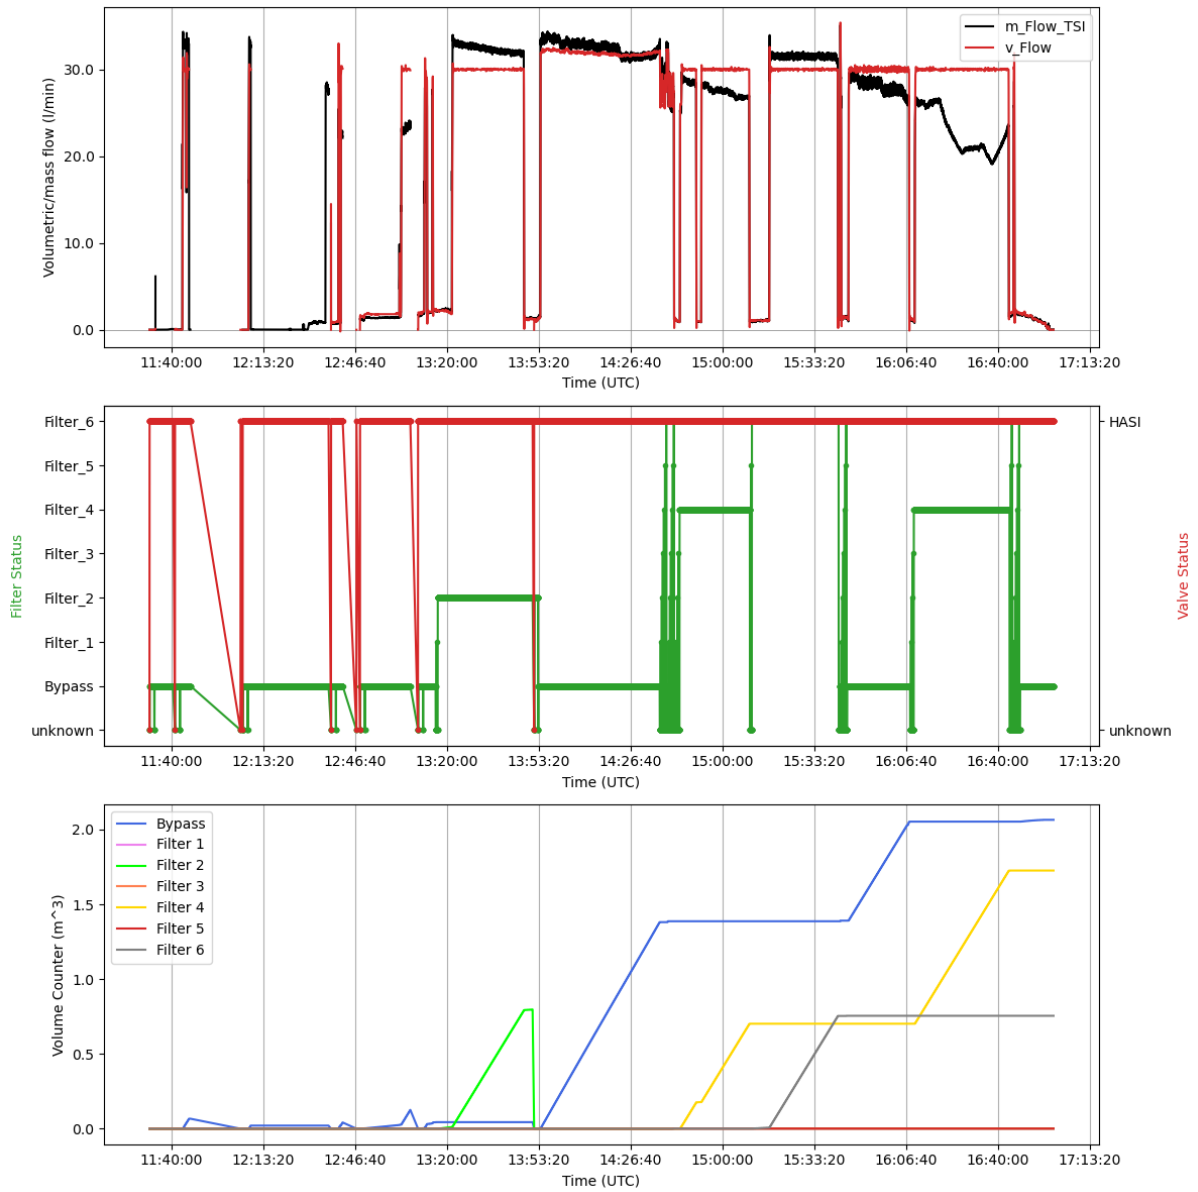 m_Flow_TSI
v_Flow
30.0
20.0
10.0
0.0
Volumetric/mass flow (l/min)
11:40:00 12:13:20 12:46:40 13:20:00 13:53:20 14:26:40 15:00:00 15:33:20 16:06:40 16:40:00 17:13:20
Time (UTC)
Filter_6
Filter_5
Filter_4
Filter_3
Filter_2
Filter_1
Bypass
unknown
Filter Status
HASI
unknown
Valve Status
11:40:00 12:13:20 12:46:40 13:20:00 13:53:20 14:26:40 15:00:00 15:33:20 16:06:40 16:40:00 17:13:20
Time (UTC)
Bypass
Filter 1
Filter 2
Filter 3
Filter 4
Filter 5
Filter 6
2.0
1.5
1.0
0.5
0.0
Volume Counter (m^3)
11:40:00 12:13:20 12:46:40 13:20:00 13:53:20 14:26:40 15:00:00 15:33:20 16:06:40 16:40:00 17:13:20
Time (UTC)